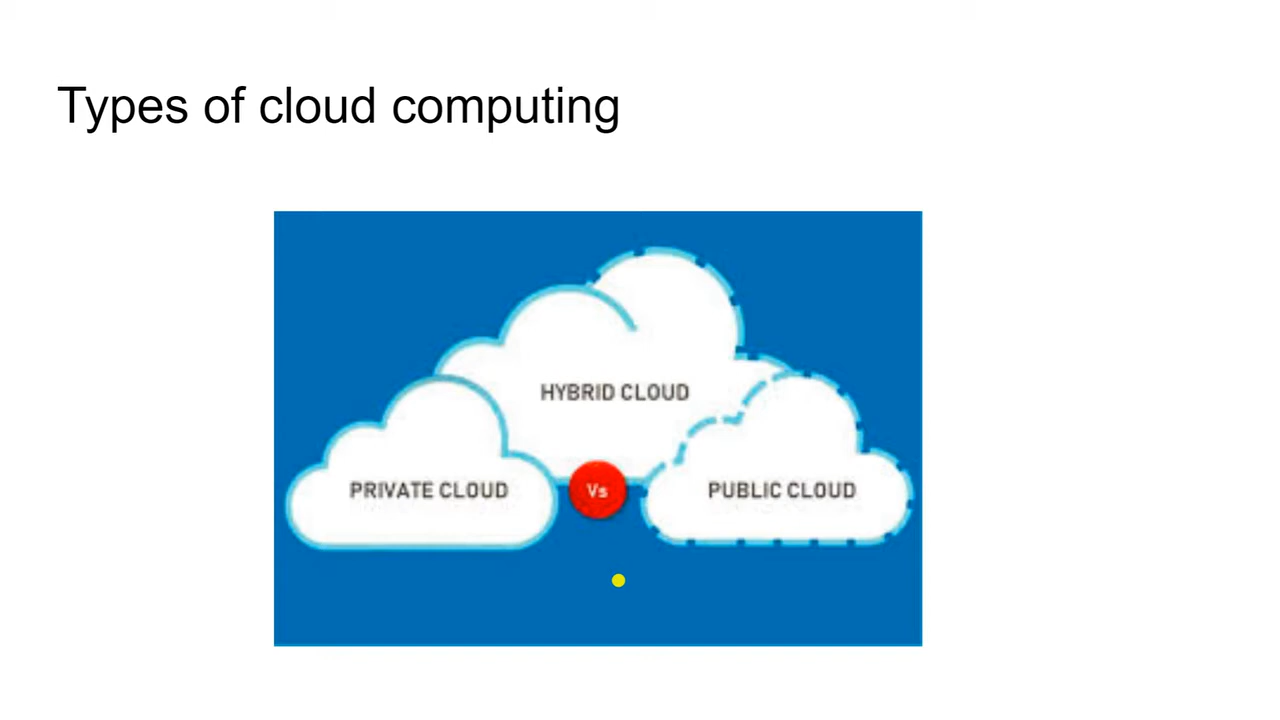 Types of cloud computing
HYBRID CLOUD
PRIVATE CLOUD
Vs
PUBLIC CLOUD